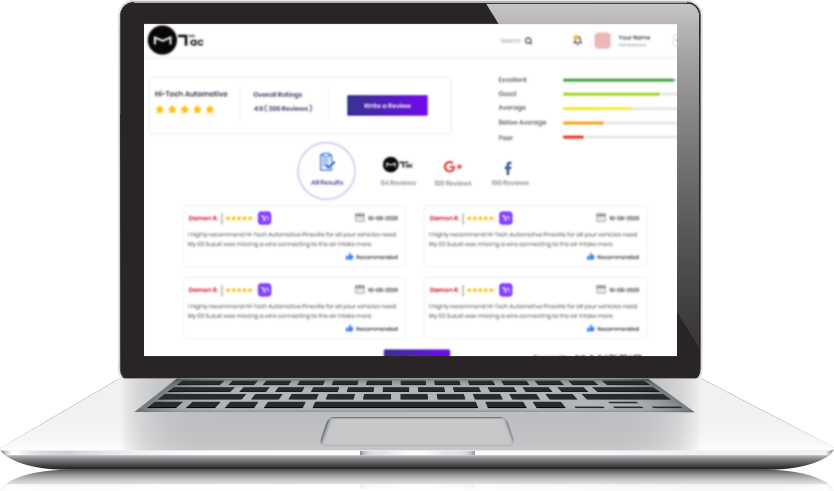 Tac
Search
Your Name
Hi-Tech Automotive
Overall Ratings
4.9 ( 300 Reviews )
Write a Review
Excellent
Good
Average
Below Average
Poor
All Results
Tac
64 Reviews
G+
100 Reviews
f
100 Reviews
Damon R.
10-08-2020
I highly recommend Hi-Tech Automotive Pineville for all your vehicles need.
My 03 Suzuki was missing a wire connecting to the air intake more
Recommended
Damon R.
10-08-2020
I highly recommend Hi-Tech Automotive Pineville for all your vehicles need.
My 03 Suzuki was missing a wire connecting to the air intake more
Recommended
Damon R.
10-08-2020
I highly recommend Hi-Tech Automotive Pineville for all your vehicles need.
My 03 Suzuki was missing a wire connecting to the air intake more
Recommended
Damon R.
10-08-2020
I highly recommend Hi-Tech Automotive Pineville for all your vehicles need.
My 03 Suzuki was missing a wire connecting to the air intake more
Recommended